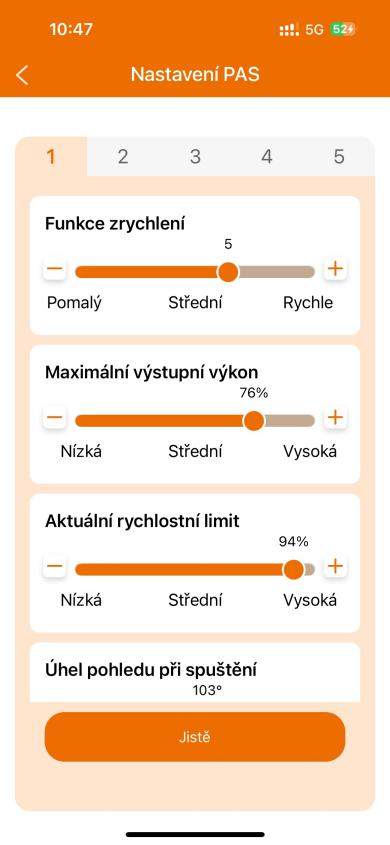 10:47 5G 52
Nastavení PAS
1 2 3 4 5
Funkce zrychlení
5
Pomalý Střední Rychle
Maximální výstupní výkon
76%
Nízká Střední Vysoká
Aktuální rychlostní limit
94%
Nízká Střední Vysoká
Úhel pohledu při spuštění
103°
Jistě